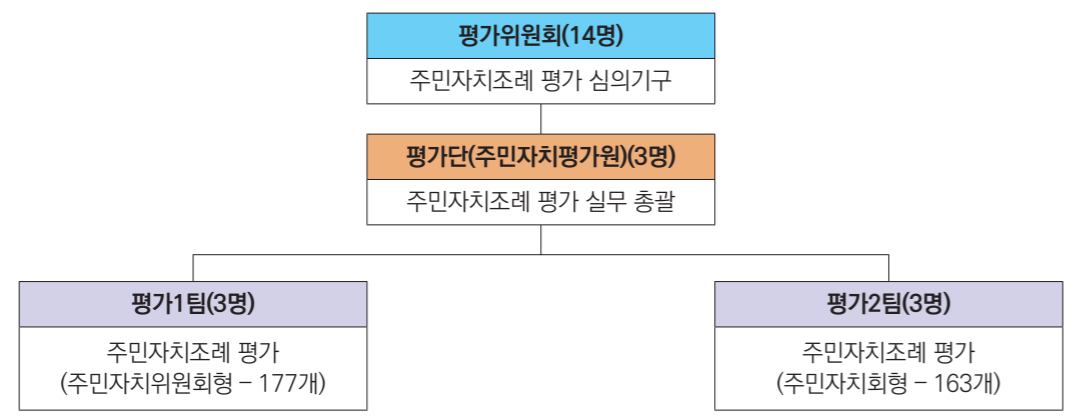 평가위원회(14명)
주민자치조례 평가 심의기구
평가단(주민자치평가원)(3명)
주민자치조례 평가 실무 총괄
평가1팀(3명)
주민자치조례 평가
(주민자치위원회형 – 177개)
평가2팀(3명)
주민자치조례 평가
(주민자치회형 – 163개)